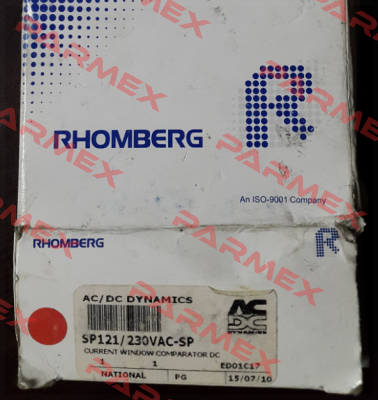 RHOMBERG
An ISO-9001 Company
RHOMBERG
R
AC/DC DYNAMICS
AC
DC
SP121/230VAC-SP
CURRENT WINDOW COMPARATOR DC
1 1 ED01C17
NATIONAL PG 15/07/10
PARMEX
PARMEX
PARMEX
PARMEX
PARMEX
PARMEX